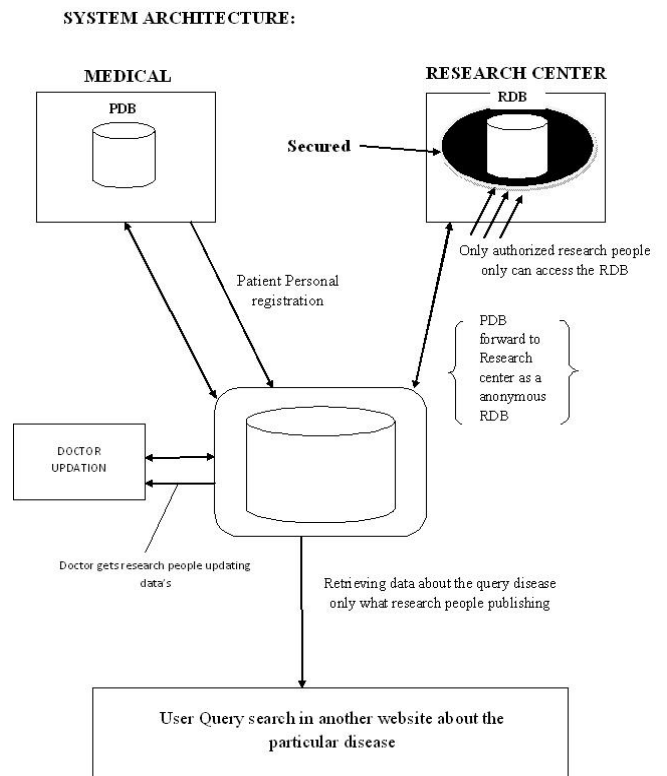 SYSTEM ARCHITECTURE:
MEDICAL
RESEARCH CENTER
PDB
RDB
Secured
Only authorized research people
only can access the RDB
Patient Personal
registration
PDB
forward to
Research
center as a
anonymous
RDB
DOCTOR
UPDATION
Doctor gets research people updating
data's
Retrieving data about the query disease
only what research people publishing
User Query search in another website about the
particular disease